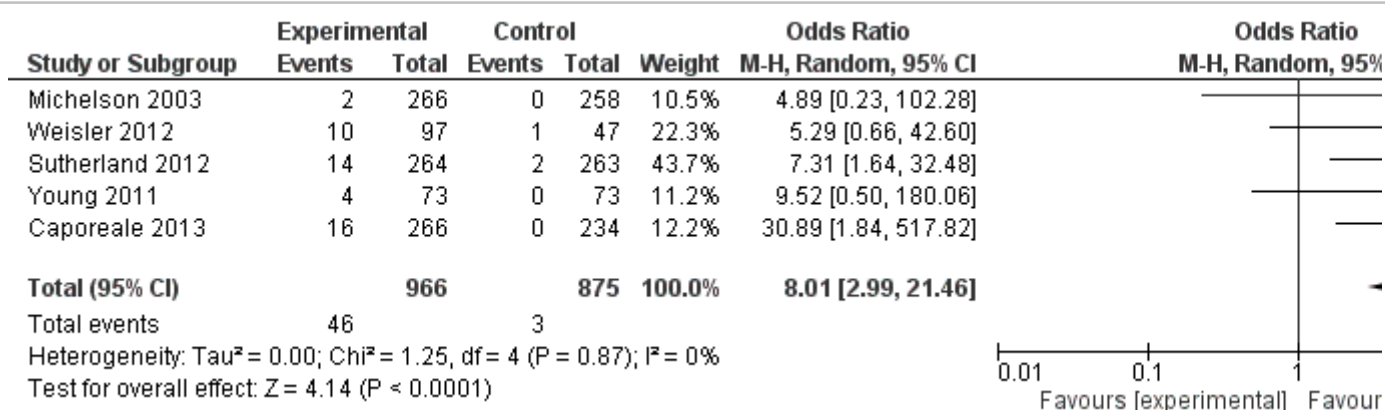 Experimental Control Odds Ratio Odds Ratio
Study or Subgroup Events Total Events Total Weight M-H, Random, 95% CI M-H, Random, 95%
Michelson 2003 2 266 0 258 10.5% 4.89 [0.23, 102.28]
Weisler 2012 10 97 1 47 22.3% 5.29 [0.66, 42.60]
Sutherland 2012 14 264 2 263 43.7% 7.31 [1.64, 32.48]
Young 2011 4 73 0 73 11.2% 9.52 [0.50, 180.06]
Caporeale 2013 16 266 0 234 12.2% 30.89 [1.84, 517.82]
Total (95% CI) 966 875 100.0% 8.01 [2.99, 21.46]
Total events 46 3
Heterogeneity: Tau² = 0.00; Chi² = 1.25, df = 4 (P = 0.87); I² = 0%
Test for overall effect: Z = 4.14 (P < 0.0001)
0.01 0.1 1
Favours [experimental] Favour